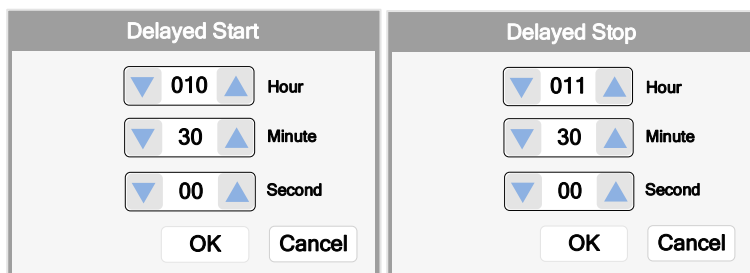 Delayed Start
010 Hour
30 Minute
00 Second
OK Cancel
Delayed Stop
011 Hour
30 Minute
00 Second
OK Cancel